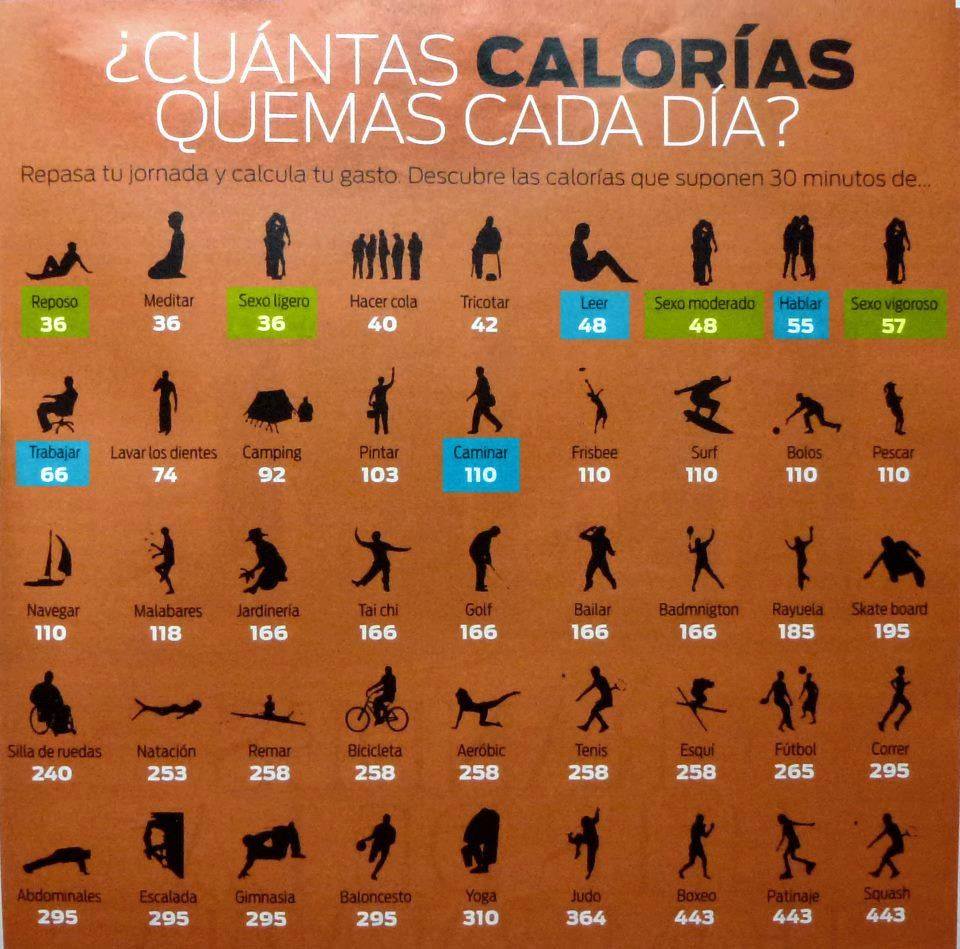 ¿CUÁNTAS CALORÍAS
QUEMAS CADA DÍA?
Repasa tu jornada y calcula tu gasto. Descubre las calorías que suponen 30 minutos de...
Reposo Meditar Sexo ligero Hacer cola Tricotar Leer Sexo moderado Hablar Sexo vigoroso
36 36 36 40 42 48 48 55 57
Trabajar Lavar los dientes Camping Pintar Caminar Frisbee Surf Bolos Pescar
66 74 92 103 110 110 110 110 110
Navegar Malabares Jardinería Tai chi Golf Bailar Badmnigton Rayuela Skate board
110 118 166 166 166 166 166 185 195
Silla de ruedas Natación Remar Bicicleta Aeróbic Tenis Esquí Fútbol Correr
240 253 258 258 258 258 258 265 295
Abdominales Escalada Gimnasia Baloncesto Yoga Judo Boxeo Patinaje Squash
295 295 295 295 310 364 443 443 443